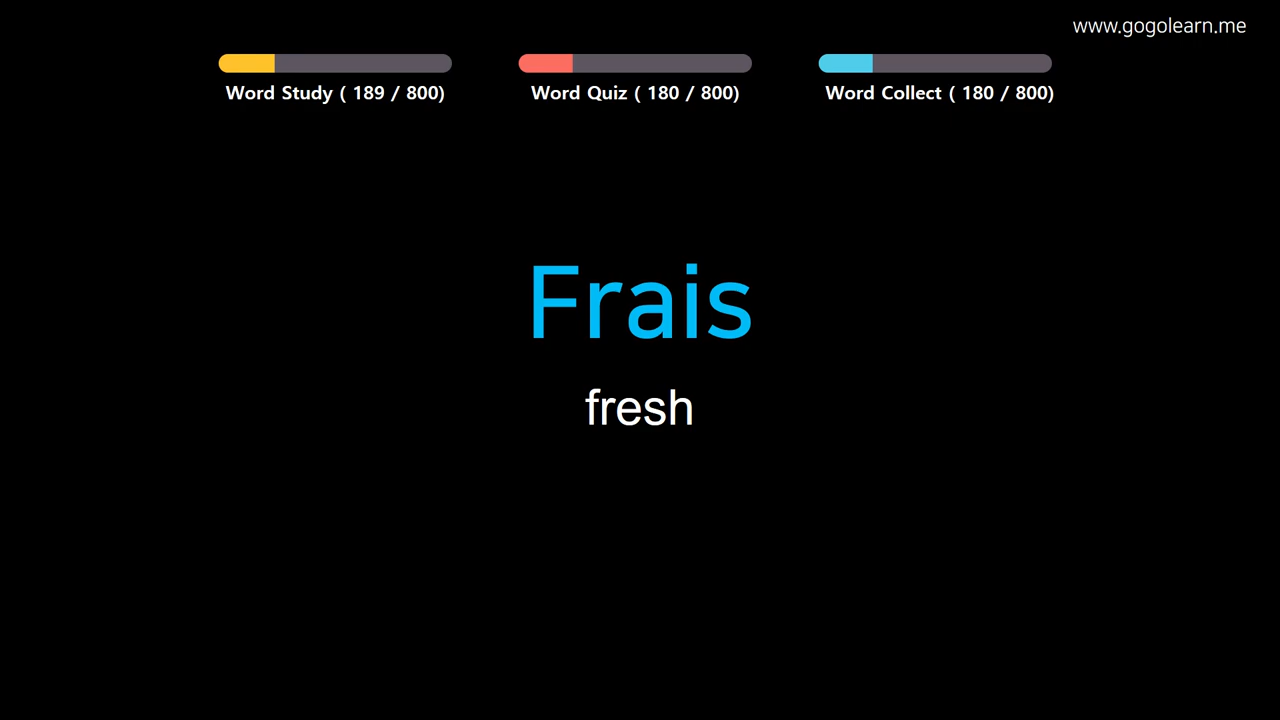 www.gogolearn.me
Word Study ( 189 / 800)
Word Quiz ( 180 / 800)
Word Collect ( 180 / 800)
Frais
fresh